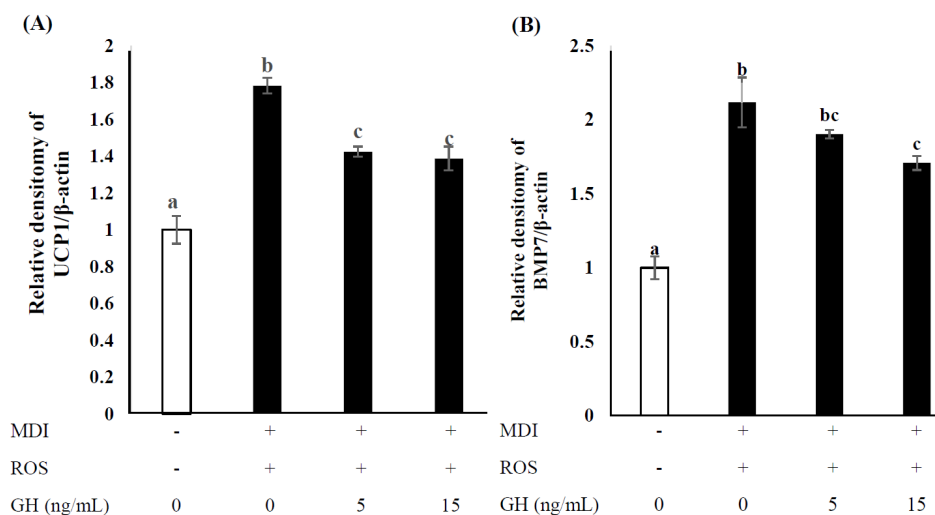 (A)
Relative densitomy of
UCP1/β-actin
2
1.8
1.6
1.4
1.2
1
0.8
0.6
0.4
0.2
0
a
b
c
c
MDI - + + +
ROS - + + +
GH (ng/mL) 0 0 5 15
(B)
Relative densitomy of
BMP7/β-actin
2.5
2
1.5
1
0.5
0
a
b
bc
c
MDI - + + +
ROS - + + +
GH (ng/mL) 0 0 5 15